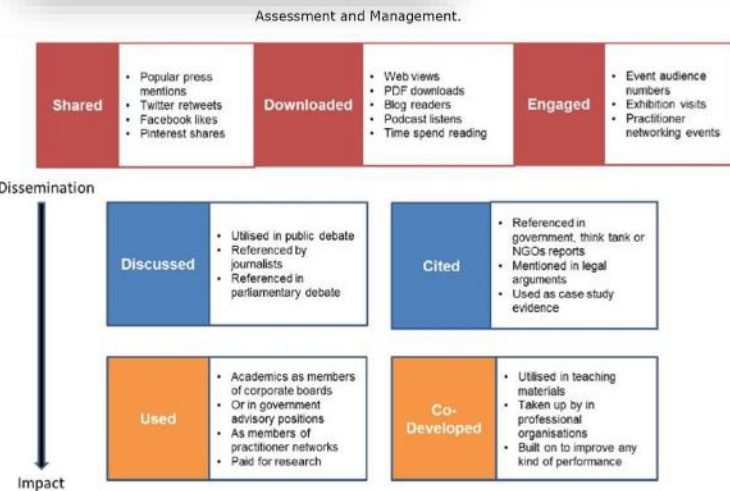 Assessment and Management.
Shared
• Popular press
mentions
• Twitter retweets
• Facebook likes
• Pinterest shares
Downloaded
• Web views
• PDF downloads
• Blog readers
• Podcast listens
• Time spend reading
Engaged
• Event audience
numbers
• Exhibition visits
• Practitioner
networking events
Dissemination
Discussed
• Utilised in public debate
• Referenced by
journalists
• Referenced in
parliamentary debate
Cited
• Referenced in
government, think tank or
NGOs reports
• Mentioned in legal
arguments
• Used as case study
evidence
Used
• Academics as members
of corporate boards
• Or in government
advisory positions
• As members of
practitioner networks
• Paid for research
Co-
Developed
• Utilised in teaching
materials
• Taken up by in
professional
organisations
• Built on to improve any
kind of performance
Impact